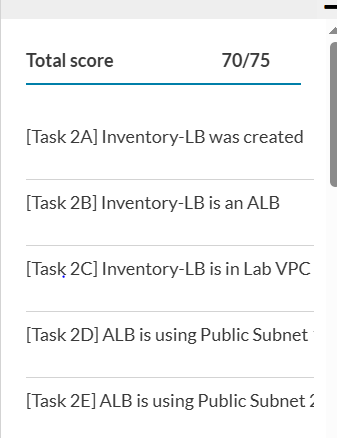 Total score 70/75
[Task 2A] Inventory-LB was created
[Task 2B] Inventory-LB is an ALB
[Task 2C] Inventory-LB is in Lab VPC
[Task 2D] ALB is using Public Subnet
[Task 2E] ALB is using Public Subnet 2